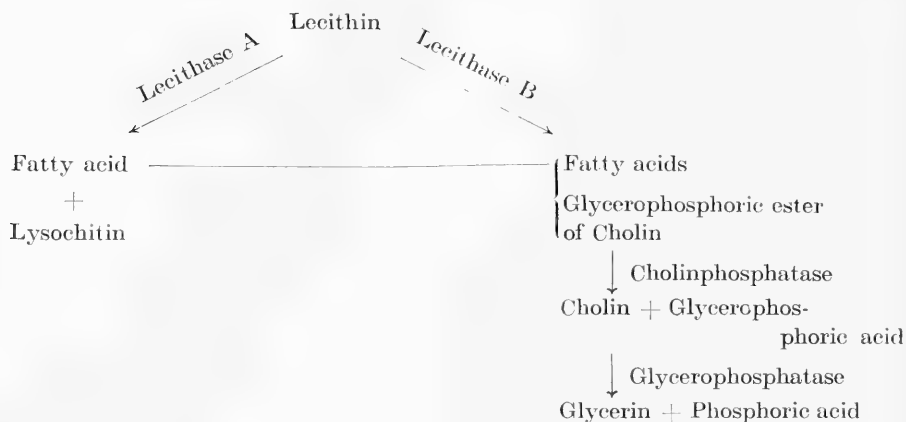 Lecithin
Lecithase A
Lecithase B
Fatty acid
+
Lysochitin
Fatty acids
Glycerophosphoric ester
of Cholin
Cholinphosphatase
Cholin + Glycerophos-
phoric acid
Glycerophosphatase
Glycerin + Phosphoric acid